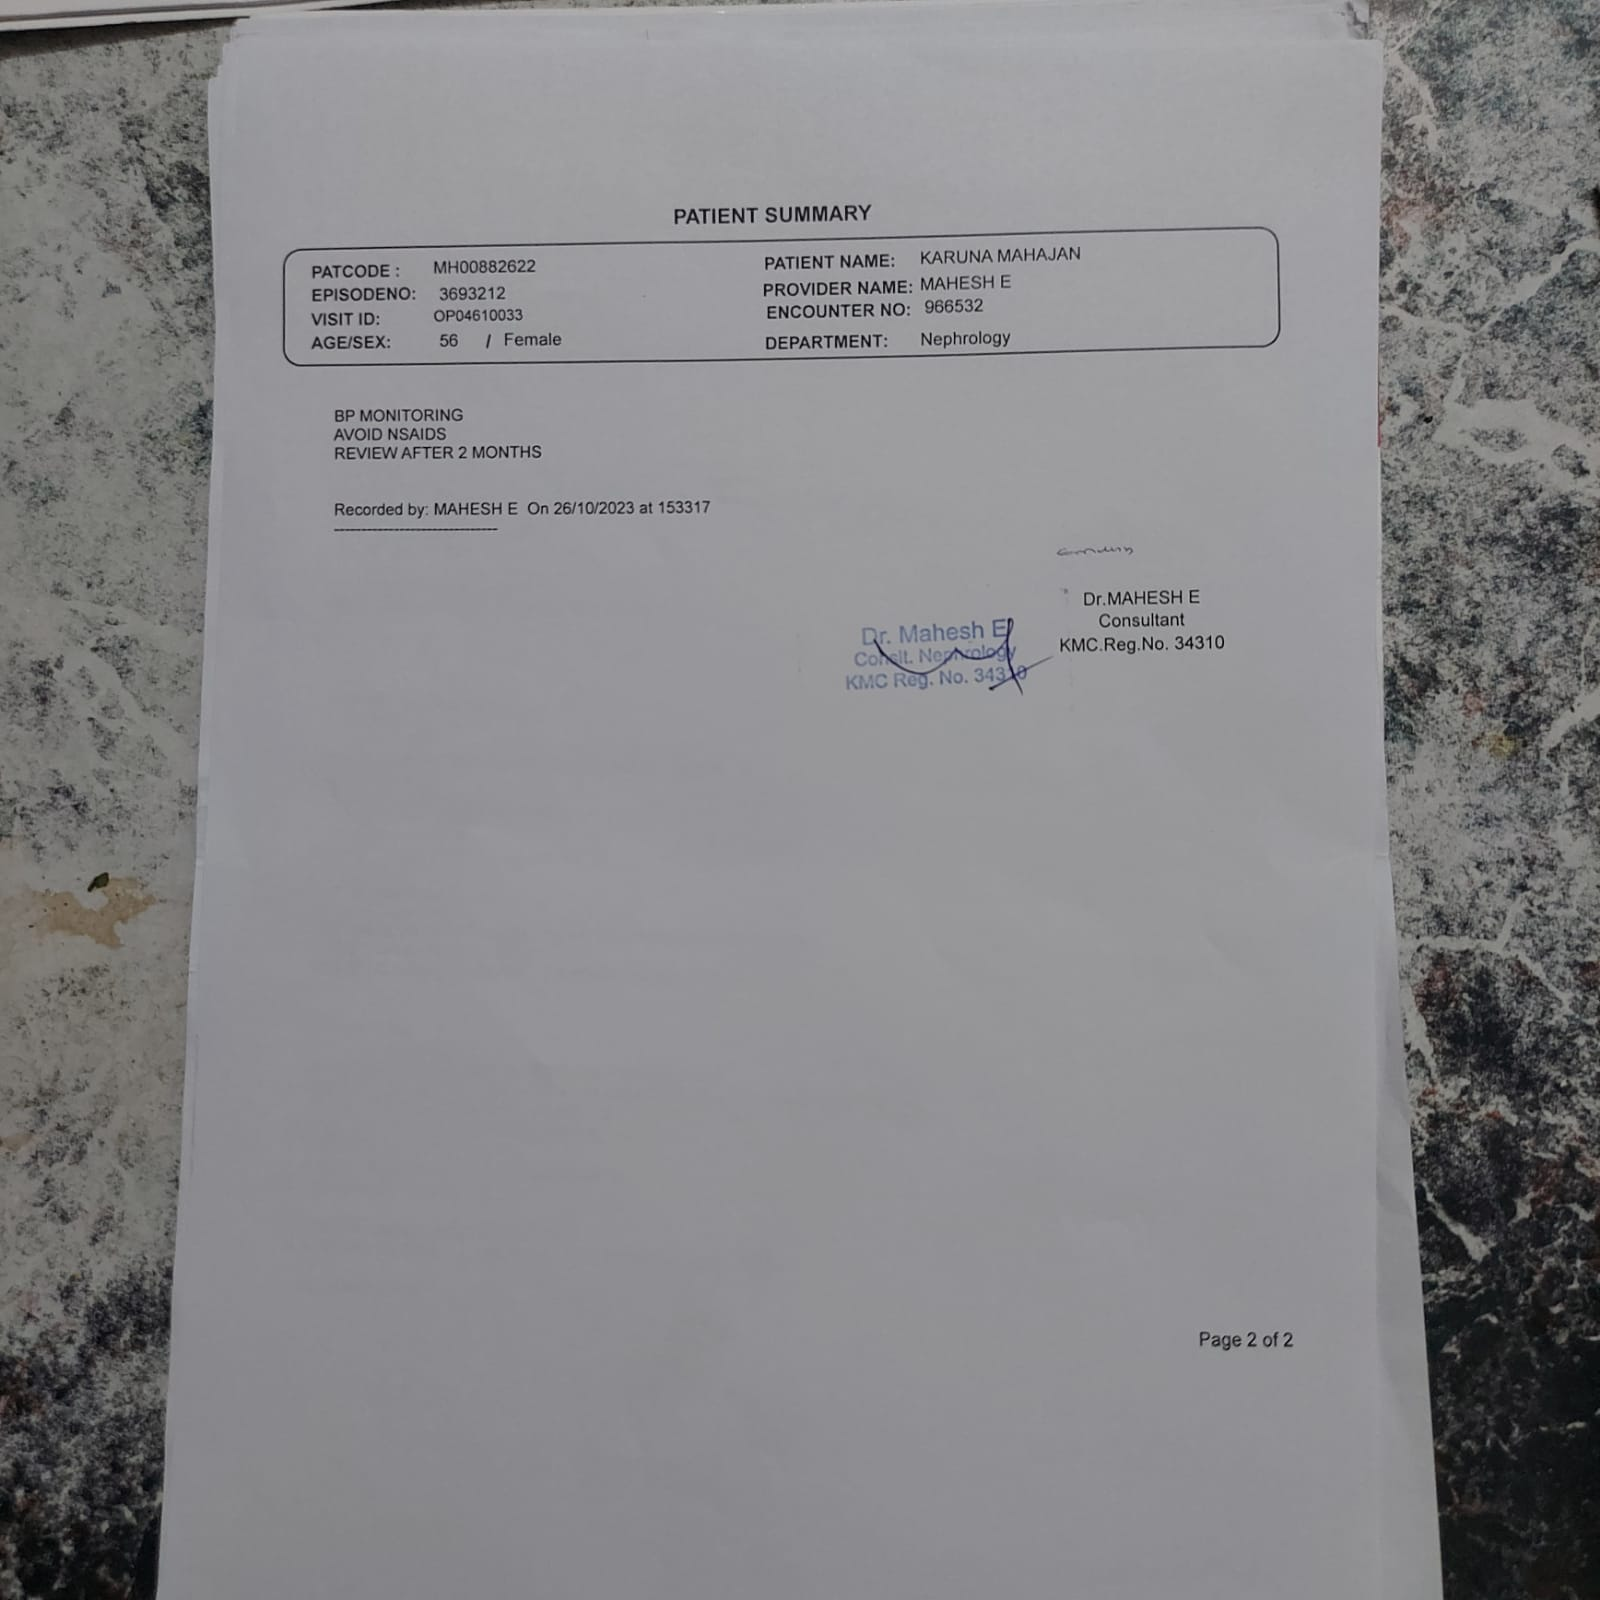 PATIENT SUMMARY
PATCODE : MH00882622 PATIENT NAME: KARUNA MAHAJAN
EPISODENO: 3693212 PROVIDER NAME: MAHESH E
VISIT ID: OP04610033 ENCOUNTER NO: 966532
AGE/SEX: 56 / Female DEPARTMENT: Nephrology
BP MONITORING
AVOID NSAIDS
REVIEW AFTER 2 MONTHS
Recorded by: MAHESH E On 26/10/2023 at 153317
Dr.MAHESH E
Consultant
KMC.Reg.No. 34310
Dr. Mahesh E
Conslt. Nephrology
KMC Reg. No. 34310
Page 2 of 2